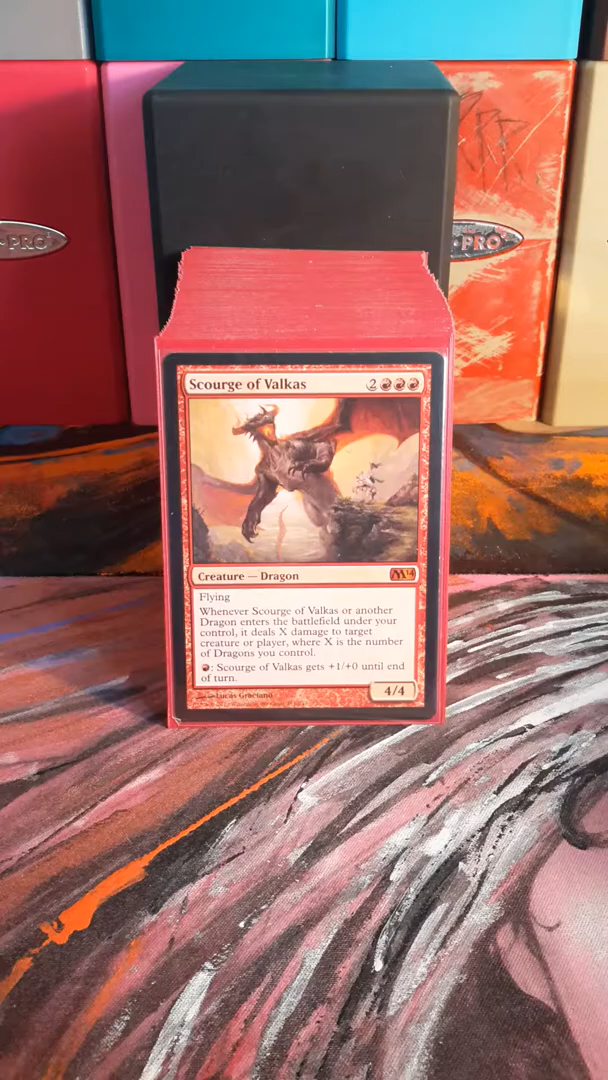 PRO
PRO
Scourge of Valkas 2
Creature — Dragon M14
Flying
Whenever Scourge of Valkas or another
Dragon enters the battlefield under your
control, it deals X damage to target
creature or player, where X is the number
of Dragons you control.
: Scourge of Valkas gets +1/+0 until end
of turn.
Lucas Graciano
4/4